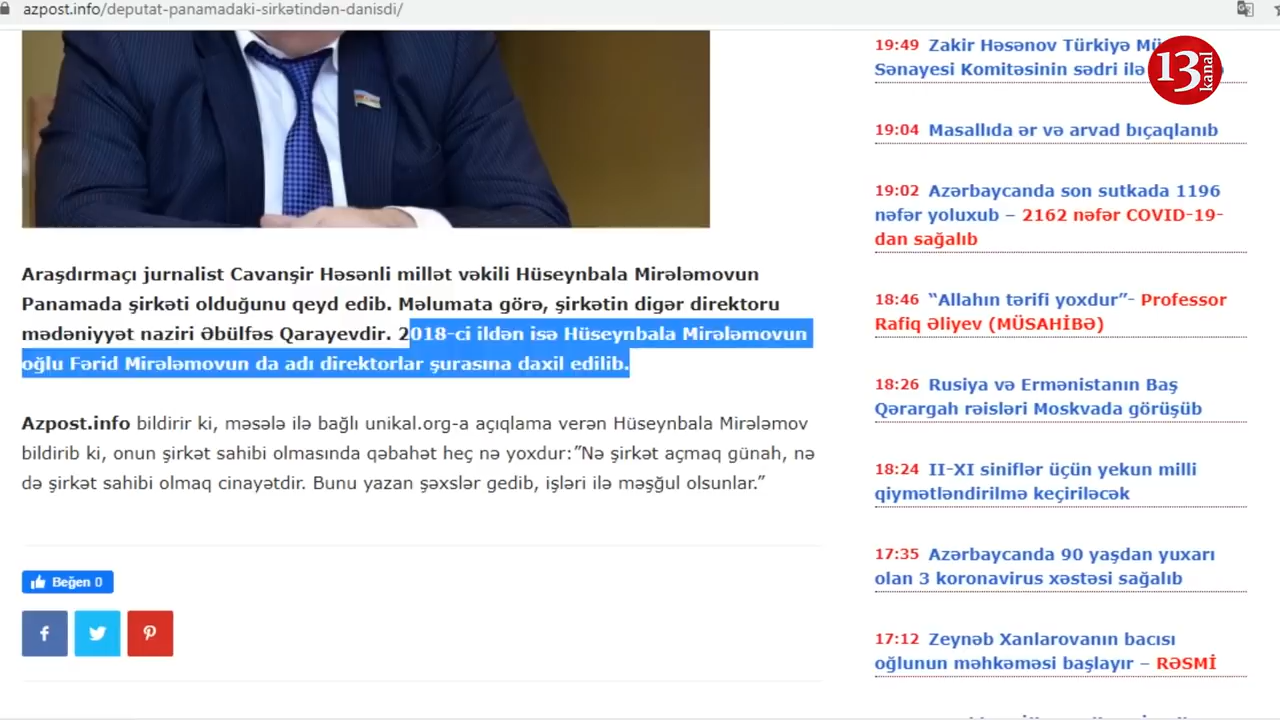 azpost.info/deputat-panamadaki-sirkətindən-danisdi/
13 kanal
Araşdırmaçı jurnalist Cavanşir Həsənli millət vəkili Hüseynbala Mirələmovun
Panamada şirkəti olduğunu qeyd edib. Məlumata görə, şirkətin digər direktoru
mədəniyyət naziri Əbülfəs Qarayevdir. 2018-ci ildən isə Hüseynbala Mirələmovun
oğlu Fərid Mirələmovun da adı direktorlar şurasına daxil edilib.
Azpost.info bildirir ki, məsələ ilə bağlı unikal.org-a açıqlama verən Hüseynbala Mirələmov
bildirib ki, onun şirkət sahibi olmasında qəbahət heç nə yoxdur:”Nə şirkət açmaq günah, nə
də şirkət sahibi olmaq cinayətdir. Bunu yazan şəxslər gedib, işləri ilə məşğul olsunlar.”
Beğen 0
19:49 Zakir Həsənov Türkiyə
Sənayesi Komitəsinin sədri ilə
19:04 Masallıda ər və arvad bıçaqlanıb
19:02 Azərbaycanda son sutkada 1196
nəfər yoluxub – 2162 nəfər COVID-19-
dan sağalıb
18:46 “Allahın tərifi yoxdur”- Professor
Rafiq Əliyev (MÜSAHİBƏ)
18:26 Rusiya və Ermənistanın Baş
Qərargah rəisləri Moskvada görüşüb
18:24 II-XI siniflər üçün yekun milli
qiymətləndirilmə keçiriləcək
17:35 Azərbaycanda 90 yaşdan yuxarı
olan 3 koronavirus xəstəsi sağalıb
17:12 Zeynəb Xanlarovanın bacısı
oğlunun məhkəməsi başlayır – RƏSMİ